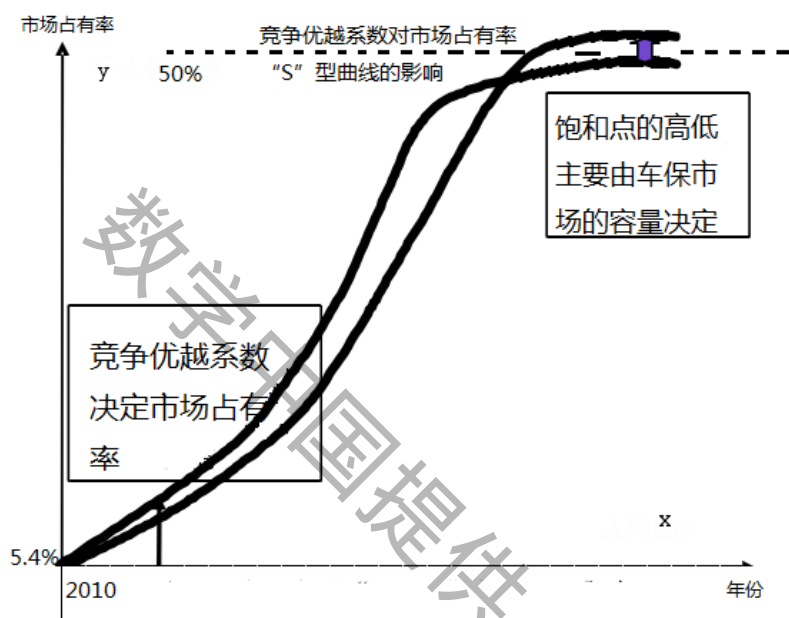 市场占有率
竞争优越系数对市场占有率
y
50%
“S”型曲线的影响
饱和点的高低
主要由车保市
场的容量决定
竞争优越系数
决定市场占有
率
数学中国提供
x
5.4%
2010
年份